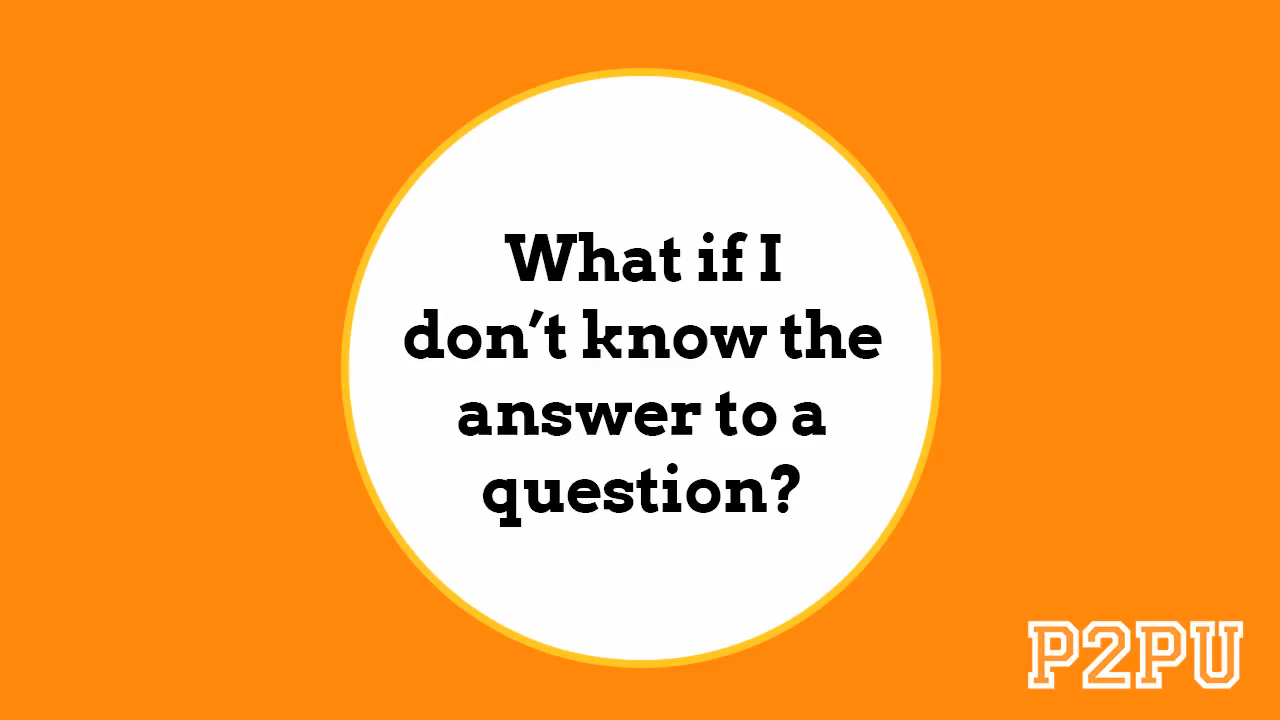 What if I
don’t know the
answer to a
question?
P2PU